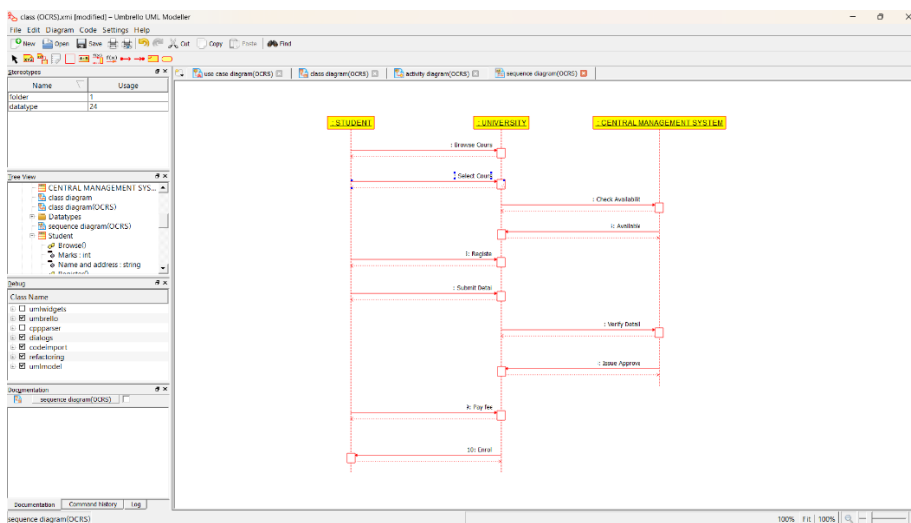 class (OCRS).xmi [modified] – Umbrello UML Modeller
File Edit Diagram Code Settings Help
New Open Save Cut Copy Paste Find
Stereotypes
Name Usage
folder 1
datatype 24
Tree View
CENTRAL MANAGEMENT SYS...
class diagram
class diagram(OCRS)
Datatypes
sequence diagram(OCRS)
Student
Browse()
Marks : int
Name and address : string
Register()
Debug
Class Name
umlwidgets
umbrello
cppparser
dialogs
codeimport
refactoring
umlmodel
Documentation
sequence diagram(OCRS)
Documentation Command history Log
sequence diagram(OCRS)
use case diagram(OCRS) class diagram(OCRS) activity diagram(OCRS) sequence diagram(OCRS)
: STUDENT : UNIVERSITY : CENTRAL MANAGEMENT SYSTEM
: Browse Cours
: Select Cours
: Check Availabilit
: Available
: Registe
: Submit Detai
: Verify Detail
: Issue Approve
9: Pay fee
10: Enrol
100% Fit 100%